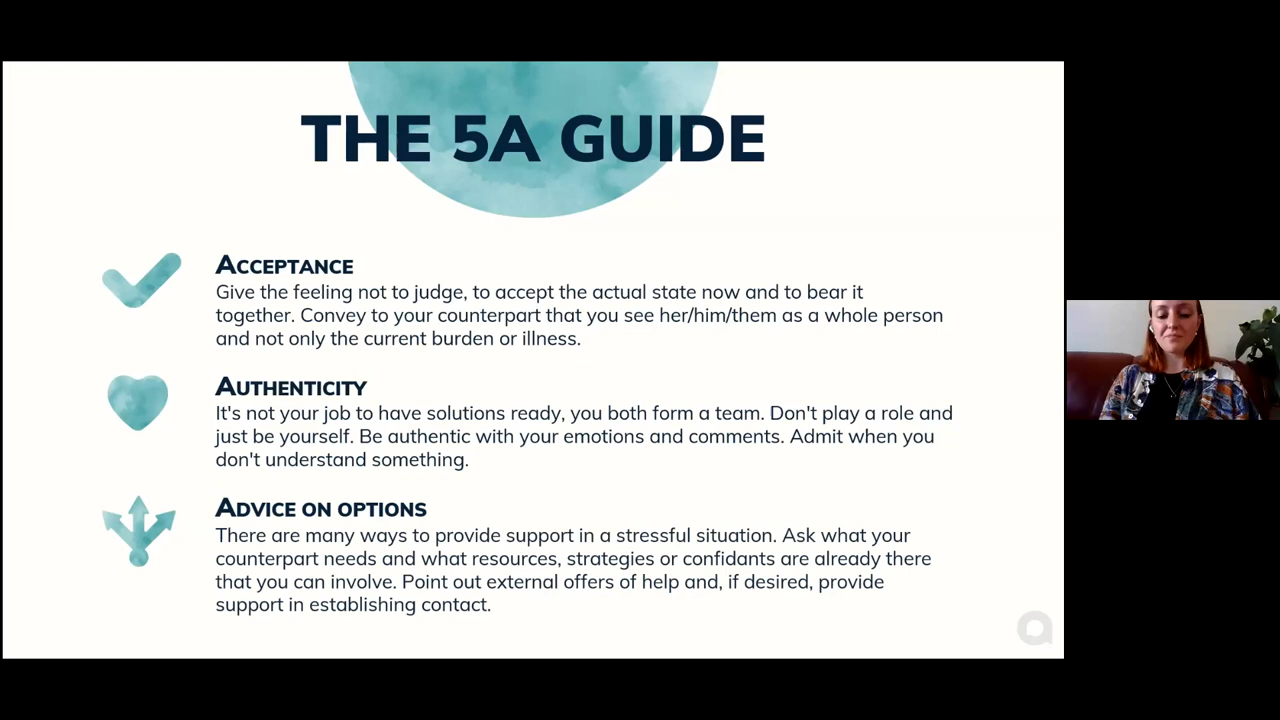 THE 5A GUIDE
ACCEPTANCE
Give the feeling not to judge, to accept the actual state now and to bear it
together. Convey to your counterpart that you see her/him/them as a whole person
and not only the current burden or illness.
AUTHENTICITY
It's not your job to have solutions ready, you both form a team. Don't play a role and
just be yourself. Be authentic with your emotions and comments. Admit when you
don't understand something.
ADVICE ON OPTIONS
There are many ways to provide support in a stressful situation. Ask what your
counterpart needs and what resources, strategies or confidants are already there
that you can involve. Point out external offers of help and, if desired, provide
support in establishing contact.